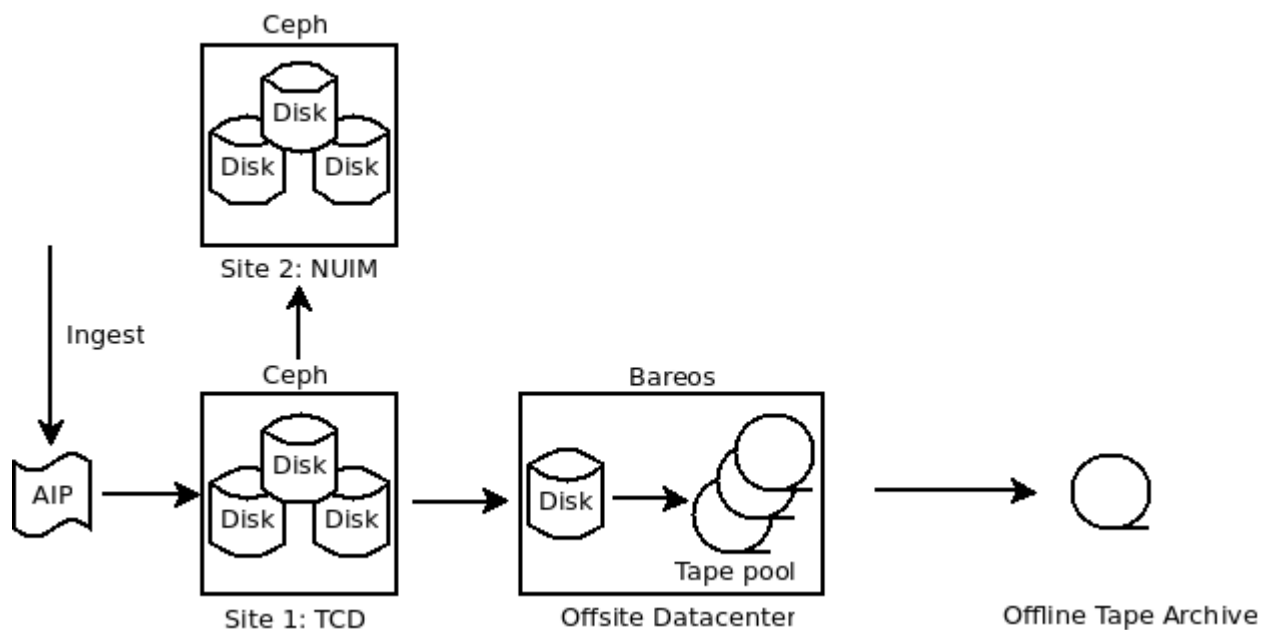 Ceph
Disk
Disk
Disk
Site 2: NUIM
Ingest
Ceph
Bareos
AIP
Disk
Disk
Disk
Disk
Tape pool
Site 1: TCD
Offsite Datacenter
Offline Tape Archive